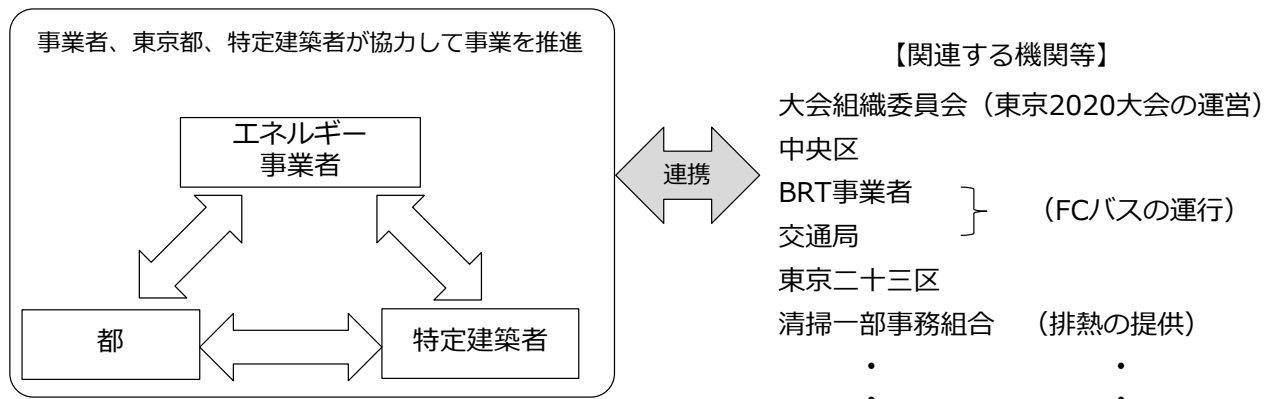 事業者、東京都、特定建築者が協力して事業を推進
エネルギー
事業者
都
特定建築者
連携
【関連する機関等】
大会組織委員会（東京2020大会の運営）
中央区
BRT事業者
交通局
（FCバスの運行）
東京二十三区
清掃一部事務組合　（排熱の提供）
・　・
・　・